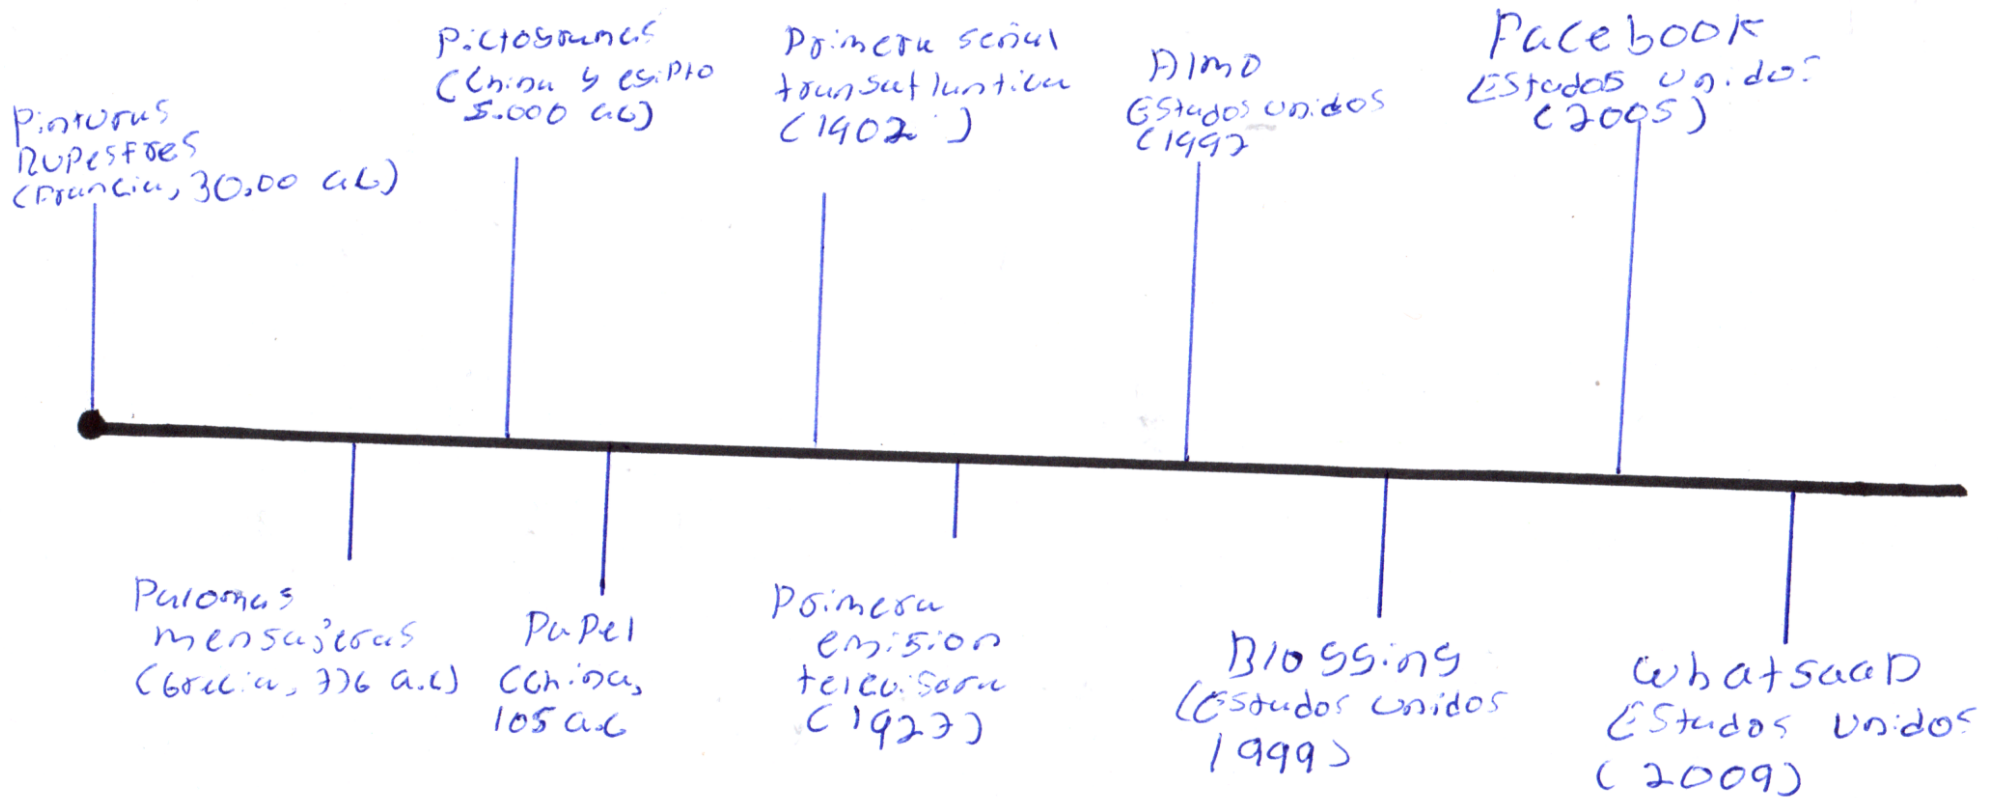 Pinturas
Rupestres
(Francia, 30,00 a.c)
Pictogramas
(China y egipto
5.000 a.c)
Primera señal
transatlantica
(1902)
AIMO
Estados unidos
(1997
Facebook
Estados unidos
(2005)
Palomas
mensajeras
(Grecia, 776 a.c)
Papel
(China,
105 a.c
Primera
emision
televisora
(1927)
Blogging
(Estados unidos
1999)
Whatsaap
Estados unidos
(2009)